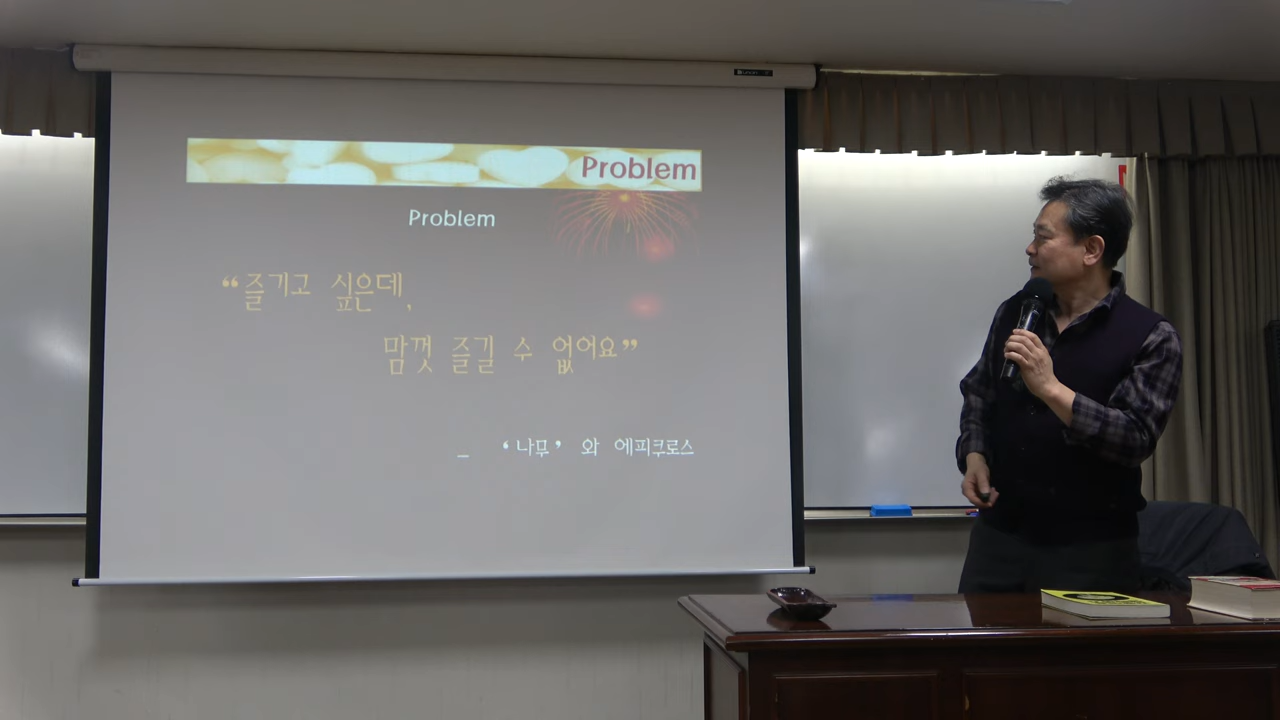 Problem
Problem
“즐기고 싶은데,
맘껏 즐길 수 없어요”
_ ‘나무’ 와 에피쿠로스